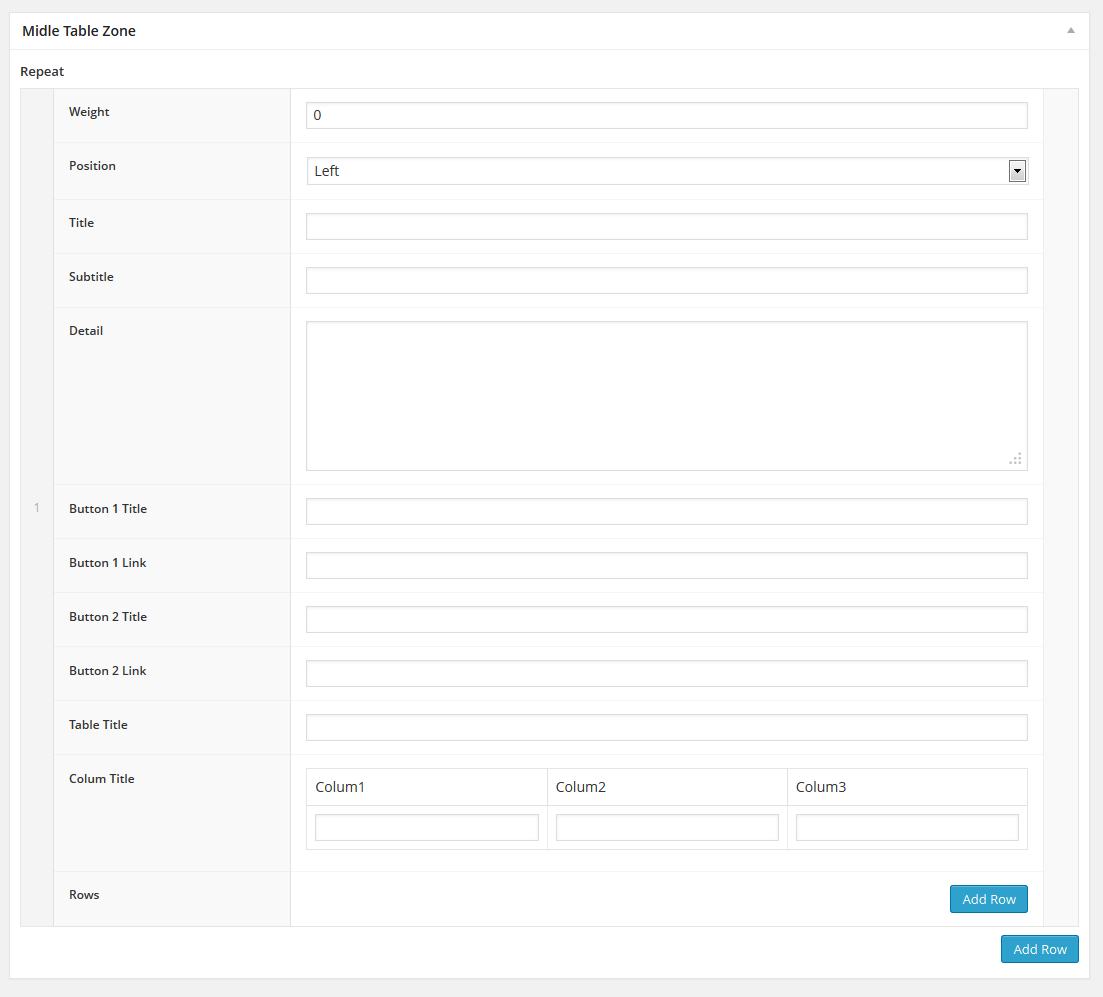 Midle Table Zone
Repeat
Weight
0
Position
Left
Title
Subtitle
Detail
1
Button 1 Title
Button 1 Link
Button 2 Title
Button 2 Link
Table Title
Colum Title
Colum1 Colum2 Colum3
Rows
Add Row
Add Row